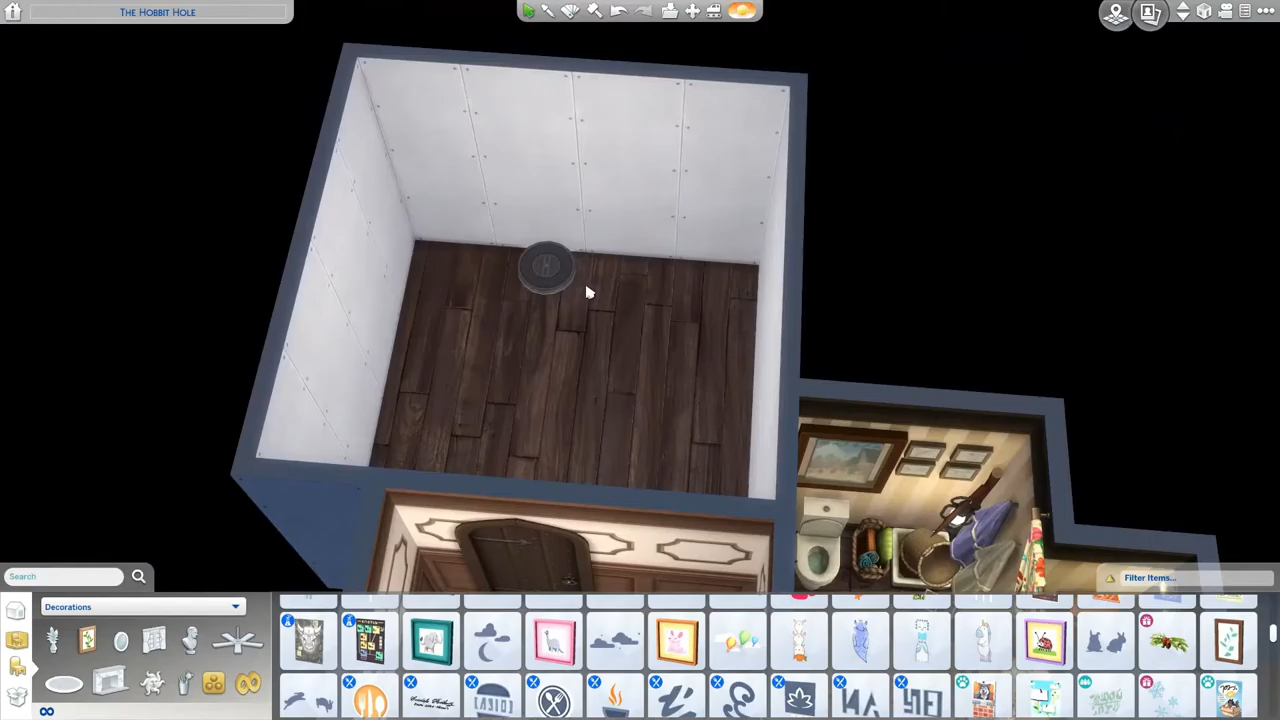 The Hobbit Hole
Search
Filter Items...
Decorations